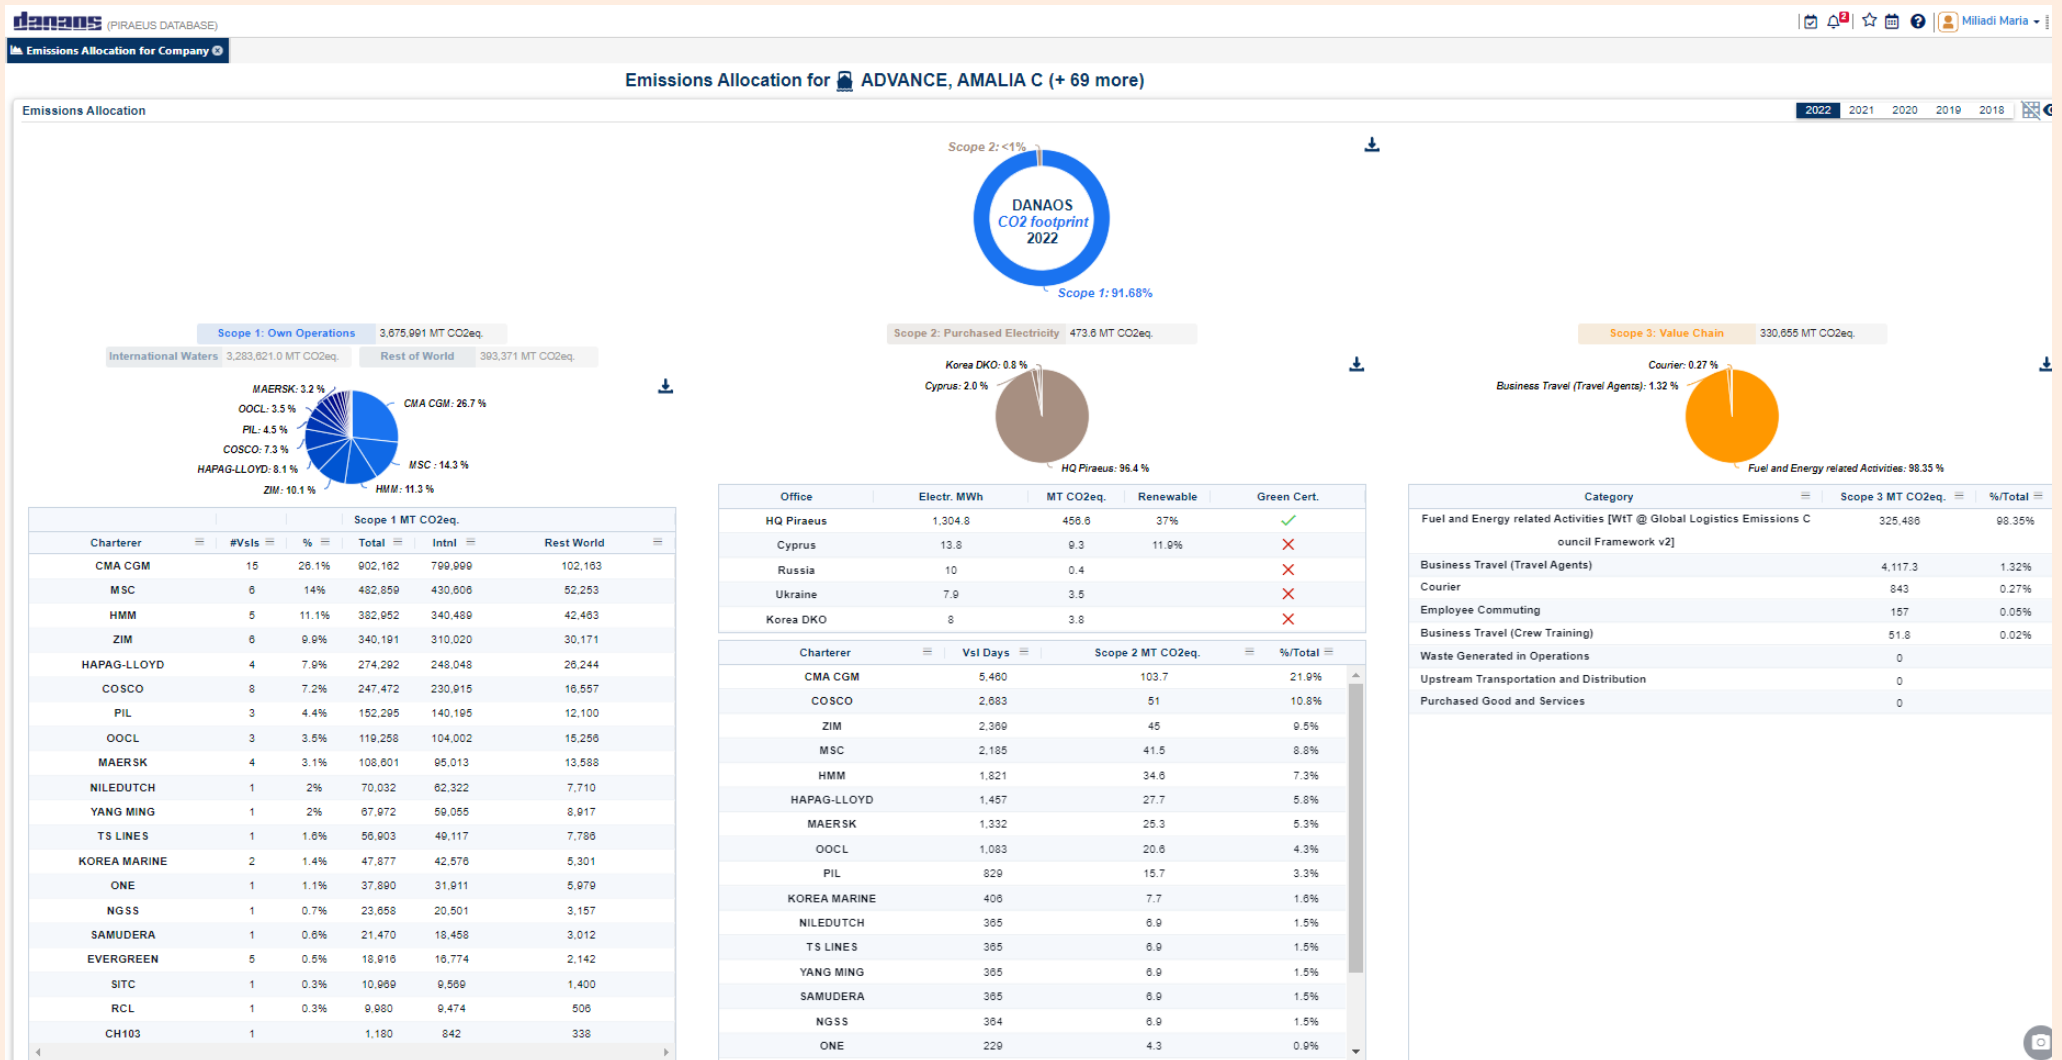 danaos (PIRAEUS DATABASE)
2
Miliadi Maria
Emissions Allocation for Company
Emissions Allocation for ADVANCE, AMALIA C (+ 69 more)
Emissions Allocation
2022 2021 2020 2019 2018
Scope 2: <1%
DANAOS
CO2 footprint
2022
Scope 1: 91.68%
Scope 1: Own Operations 3,675,991 MT CO2eq.
International Waters 3,283,621.0 MT CO2eq. Rest of World 393,371 MT CO2eq.
MAERSK: 3.2 %
OOCL: 3.5 %
PIL: 4.5 %
COSCO: 7.3 %
HAPAG-LLOYD: 8.1 %
ZIM: 10.1 %
CMA CGM: 26.7 %
MSC : 14.3 %
HMM: 11.3 %
Scope 1 MT CO2eq.
Charterer #Vsls % Total Intnl Rest World
CMA CGM 15 26.1% 902,162 799,999 102,163
MSC 6 14% 482,859 430,606 52,253
HMM 5 11.1% 382,952 340,489 42,463
ZIM 6 9.9% 340,191 310,020 30,171
HAPAG-LLOYD 4 7.9% 274,292 248,048 26,244
COSCO 8 7.2% 247,472 230,915 16,557
PIL 3 4.4% 152,295 140,195 12,100
OOCL 3 3.5% 119,258 104,002 15,256
MAERSK 4 3.1% 108,601 95,013 13,588
NILEDUTCH 1 2% 70,032 62,322 7,710
YANG MING 1 2% 67,972 59,055 8,917
TS LINES 1 1.6% 56,903 49,117 7,786
KOREA MARINE 2 1.4% 47,877 42,576 5,301
ONE 1 1.1% 37,890 31,911 5,979
NGSS 1 0.7% 23,658 20,501 3,157
SAMUDERA 1 0.6% 21,470 18,458 3,012
EVERGREEN 5 0.5% 18,916 16,774 2,142
SITC 1 0.3% 10,969 9,569 1,400
RCL 1 0.3% 9,980 9,474 506
CH103 1 1,180 842 338
Scope 2: Purchased Electricity 473.6 MT CO2eq.
Korea DKO: 0.8 %
Cyprus: 2.0 %
HQ Piraeus: 96.4 %
Office Electr. MWh MT CO2eq. Renewable Green Cert.
HQ Piraeus 1,304.8 456.6 37%
Cyprus 13.8 9.3 11.9%
Russia 10 0.4
Ukraine 7.9 3.5
Korea DKO 8 3.8
Charterer Vsl Days Scope 2 MT CO2eq. %/Total
CMA CGM 5,460 103.7 21.9%
COSCO 2,683 51 10.8%
ZIM 2,369 45 9.5%
MSC 2,185 41.5 8.8%
HMM 1,821 34.6 7.3%
HAPAG-LLOYD 1,457 27.7 5.8%
MAERSK 1,332 25.3 5.3%
OOCL 1,083 20.6 4.3%
PIL 829 15.7 3.3%
KOREA MARINE 406 7.7 1.6%
NILEDUTCH 365 6.9 1.5%
TS LINES 365 6.9 1.5%
YANG MING 365 6.9 1.5%
SAMUDERA 365 6.9 1.5%
NGSS 364 6.9 1.5%
ONE 229 4.3 0.9%
Scope 3: Value Chain 330,655 MT CO2eq.
Courier: 0.27 %
Business Travel (Travel Agents): 1.32 %
Fuel and Energy related Activities: 98.35 %
Category Scope 3 MT CO2eq. %/Total
Fuel and Energy related Activities [WtT @ Global Logistics Emissions C 325,486 98.35%
ouncil Framework v2]
Business Travel (Travel Agents) 4,117.3 1.32%
Courier 843 0.27%
Employee Commuting 157 0.05%
Business Travel (Crew Training) 51.8 0.02%
Waste Generated in Operations 0
Upstream Transportation and Distribution 0
Purchased Good and Services 0